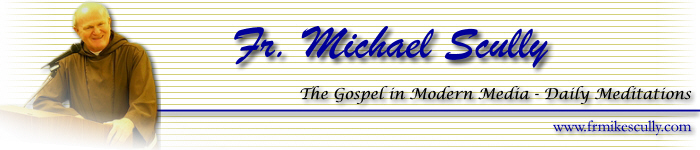 Fr. Michael Scully
The Gospel in Modern Media - Daily Meditations
www.frmikescully.com